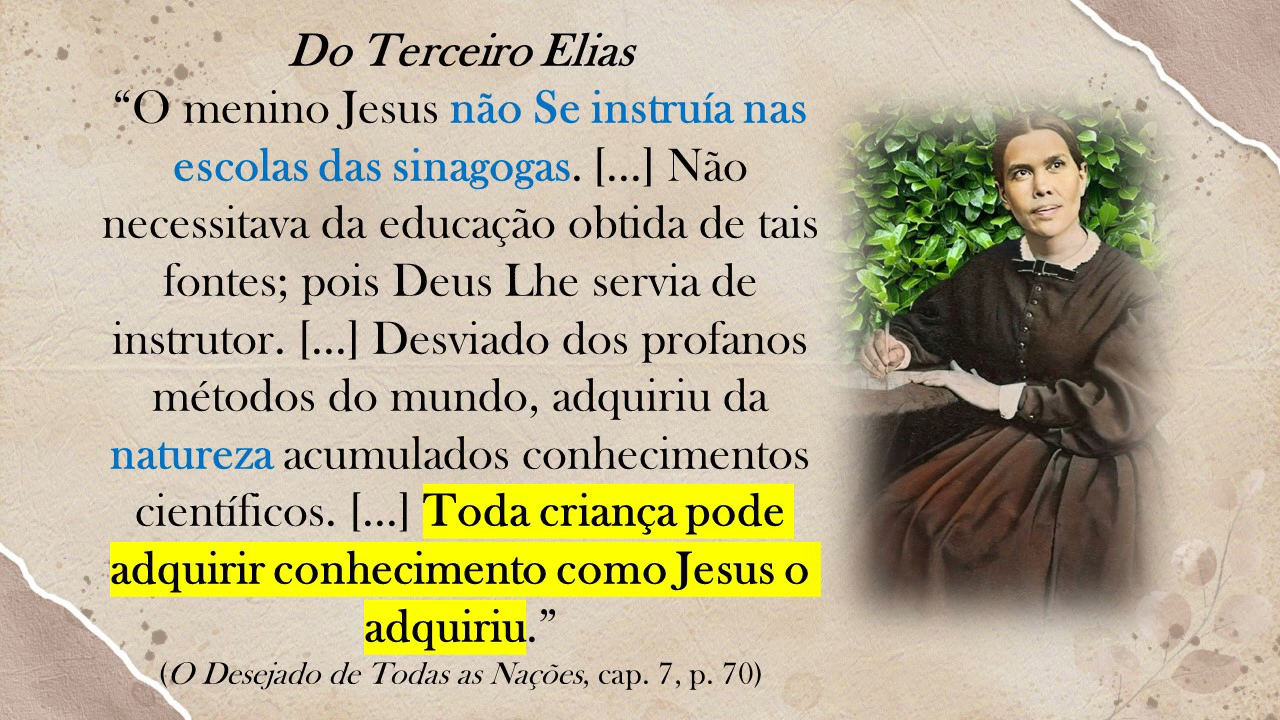 Do Terceiro Elias
“O menino Jesus não Se instruía nas
escolas das sinagogas. [...] Não
necessitava da educação obtida de tais
fontes; pois Deus Lhe servia de
instrutor. [...] Desviado dos profanos
métodos do mundo, adquiriu da
natureza acumulados conhecimentos
científicos. [...] Toda criança pode
adquirir conhecimento como Jesus o
adquiriu.”
(O Desejado de Todas as Nações, cap. 7, p. 70)